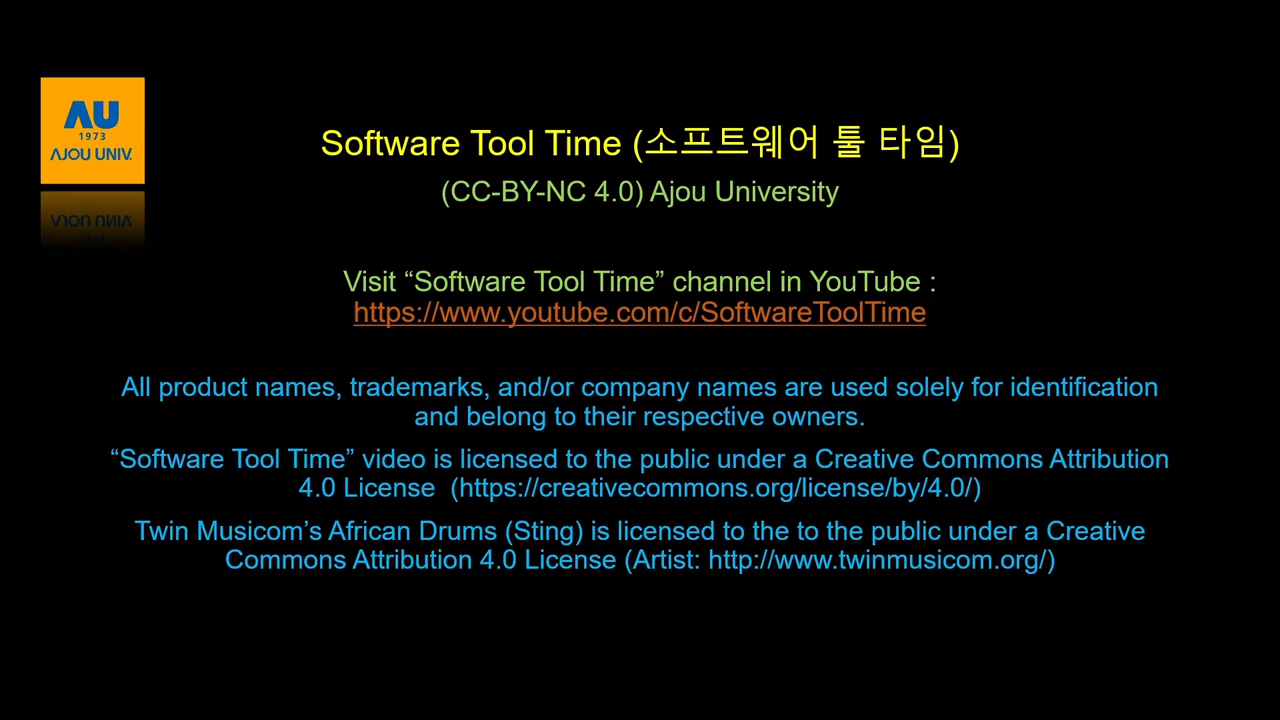 AU
1973
AJOU UNIV.
Software Tool Time (소프트웨어 툴 타임)
(CC-BY-NC 4.0) Ajou University
Visit “Software Tool Time” channel in YouTube :
https://www.youtube.com/c/SoftwareToolTime
All product names, trademarks, and/or company names are used solely for identification
and belong to their respective owners.
“Software Tool Time” video is licensed to the public under a Creative Commons Attribution
4.0 License  (https://creativecommons.org/license/by/4.0/)
Twin Musicom’s African Drums (Sting) is licensed to the to the public under a Creative
Commons Attribution 4.0 License (Artist: http://www.twinmusicom.org/)